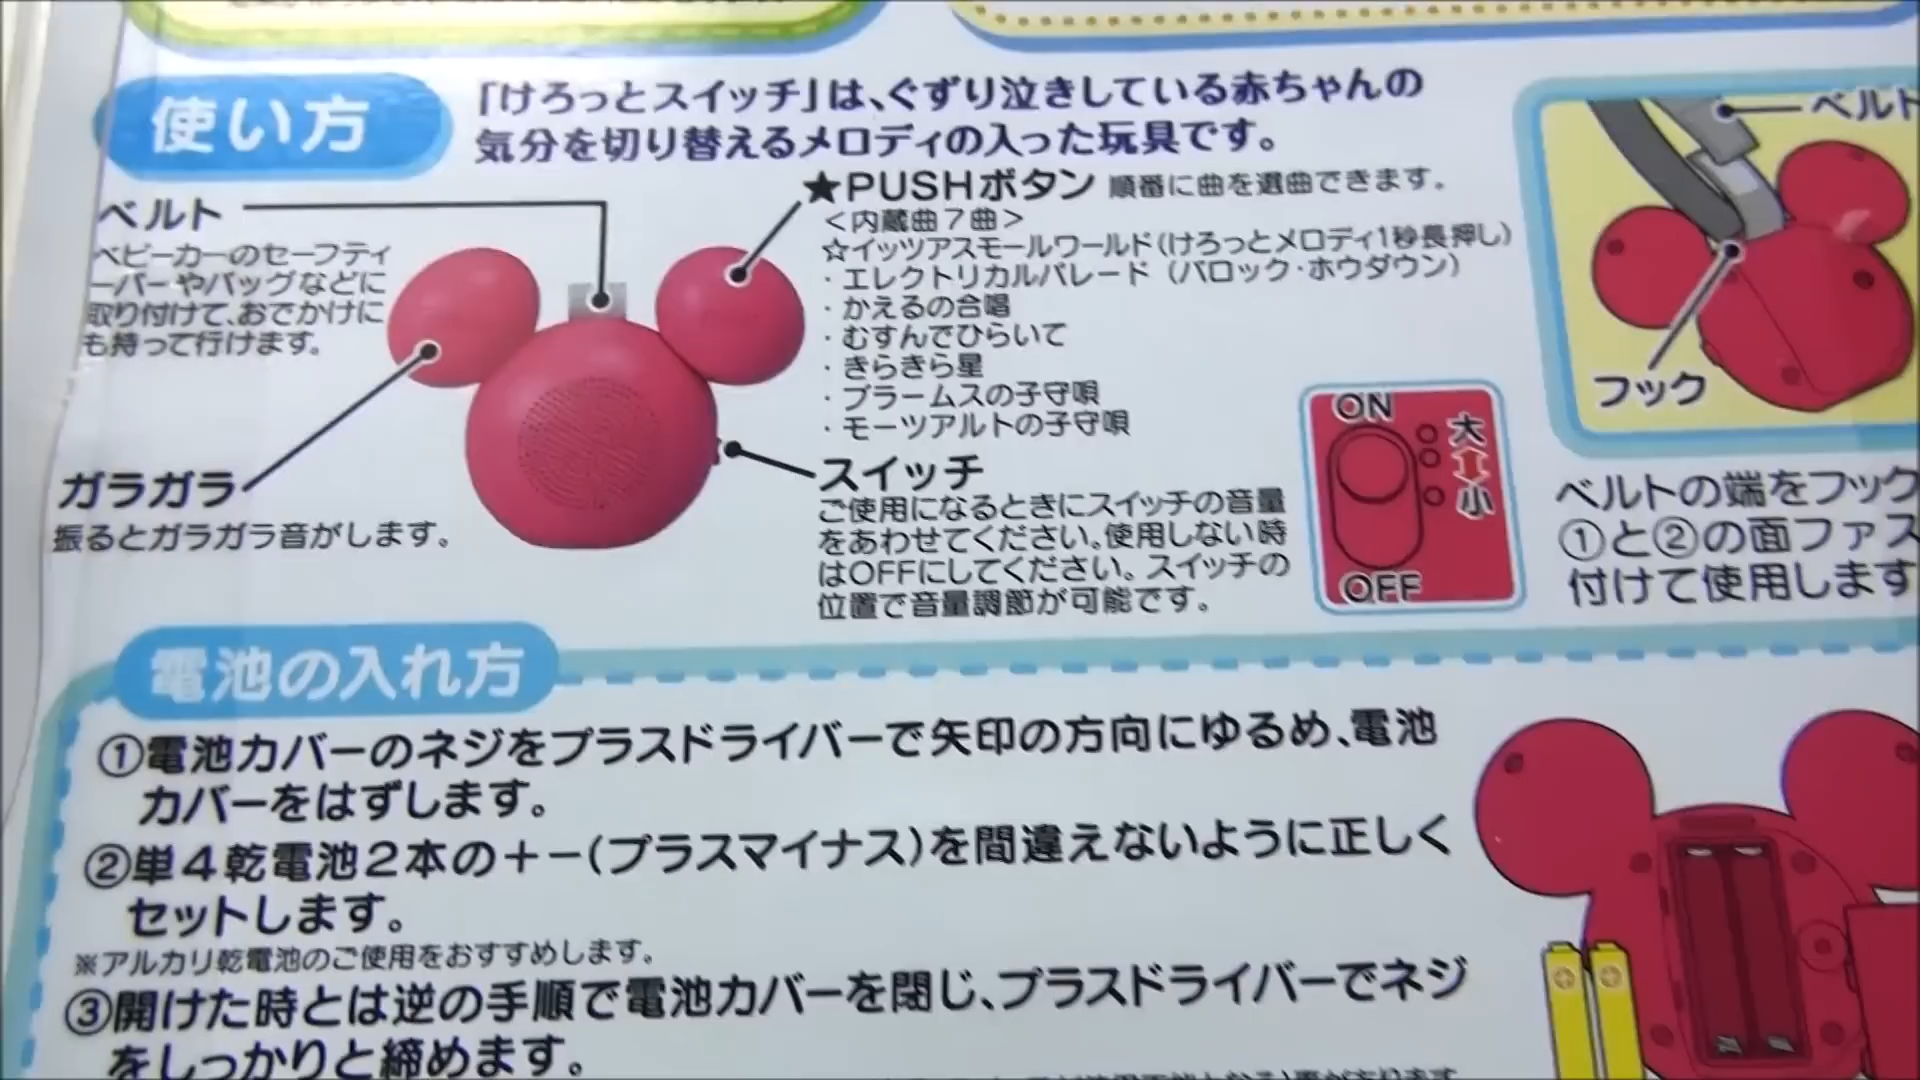 使い方
「けろっとスイッチ」は、ぐずり泣きしている赤ちゃんの
気分を切り替えるメロディの入った玩具です。
ベルト
ベビーカーのセーフティ
ーバーやバッグなどに
取り付けて、おでかけに
も持って行けます。
ガラガラ
振るとガラガラ音がします。
★PUSHボタン 順番に曲を選曲できます。
＜内蔵曲７曲＞
☆イッツアスモールワールド(けろっとメロディ1秒長押し)
・エレクトリカルパレード（バロック・ホウダウン）
・かえるの合唱
・むすんでひらいて
・きらきら星
・ブラームスの子守唄
・モーツアルトの子守唄
スイッチ
ご使用になるときにスイッチの音量
をあわせてください。使用しない時
はOFFにしてください。スイッチの
位置で音量調節が可能です。
ON
大
小
OFF
ベルト
フック
ベルトの端をフック
①と②の面ファス
付けて使用します
電池の入れ方
①電池カバーのネジをプラスドライバーで矢印の方向にゆるめ、電池
カバーをはずします。
②単４乾電池２本の＋−(プラスマイナス)を間違えないように正しく
セットします。
※アルカリ乾電池のご使用をおすすめします。
③開けた時とは逆の手順で電池カバーを閉じ、プラスドライバーでネジ
をしっかりと締めます。